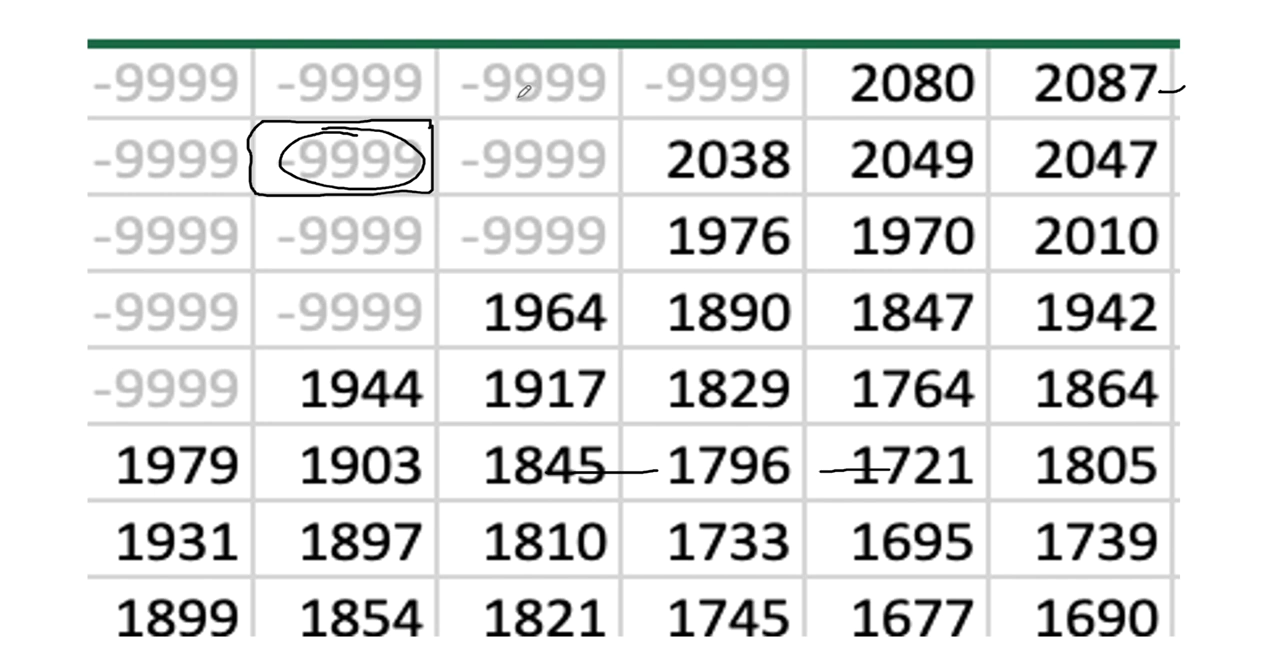 -9999 -9999 -9999 -9999 2080 2087
-9999 -9999 -9999 2038 2049 2047
-9999 -9999 -9999 1976 1970 2010
-9999 -9999 1964 1890 1847 1942
-9999 1944 1917 1829 1764 1864
1979 1903 1845 1796 1721 1805
1931 1897 1810 1733 1695 1739
1899 1854 1821 1745 1677 1690